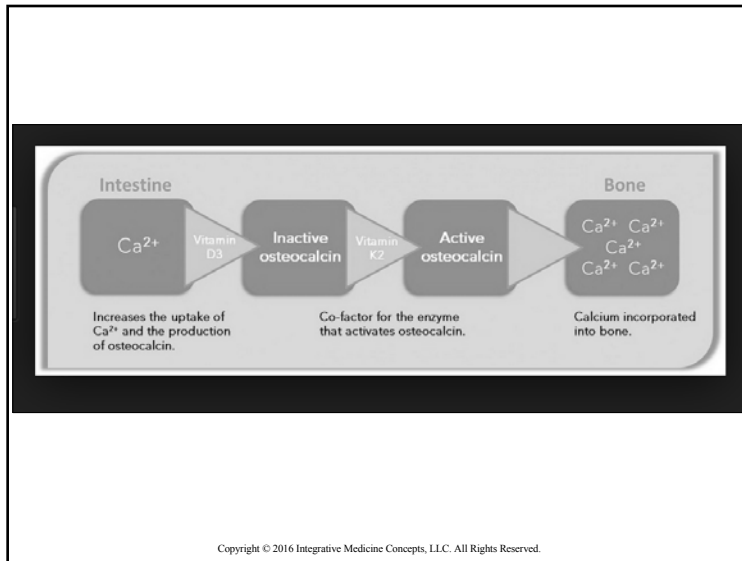 Intestine
Bone
Ca²⁺
Vitamin
D3
Inactive
osteocalcin
Vitamin
K2
Active
osteocalcin
Ca²⁺ Ca²⁺
Ca²⁺
Ca²⁺ Ca²⁺
Increases the uptake of
Ca²⁺ and the production
of osteocalcin.
Co-factor for the enzyme
that activates osteocalcin.
Calcium incorporated
into bone.
Copyright © 2016 Integrative Medicine Concepts, LLC. All Rights Reserved.